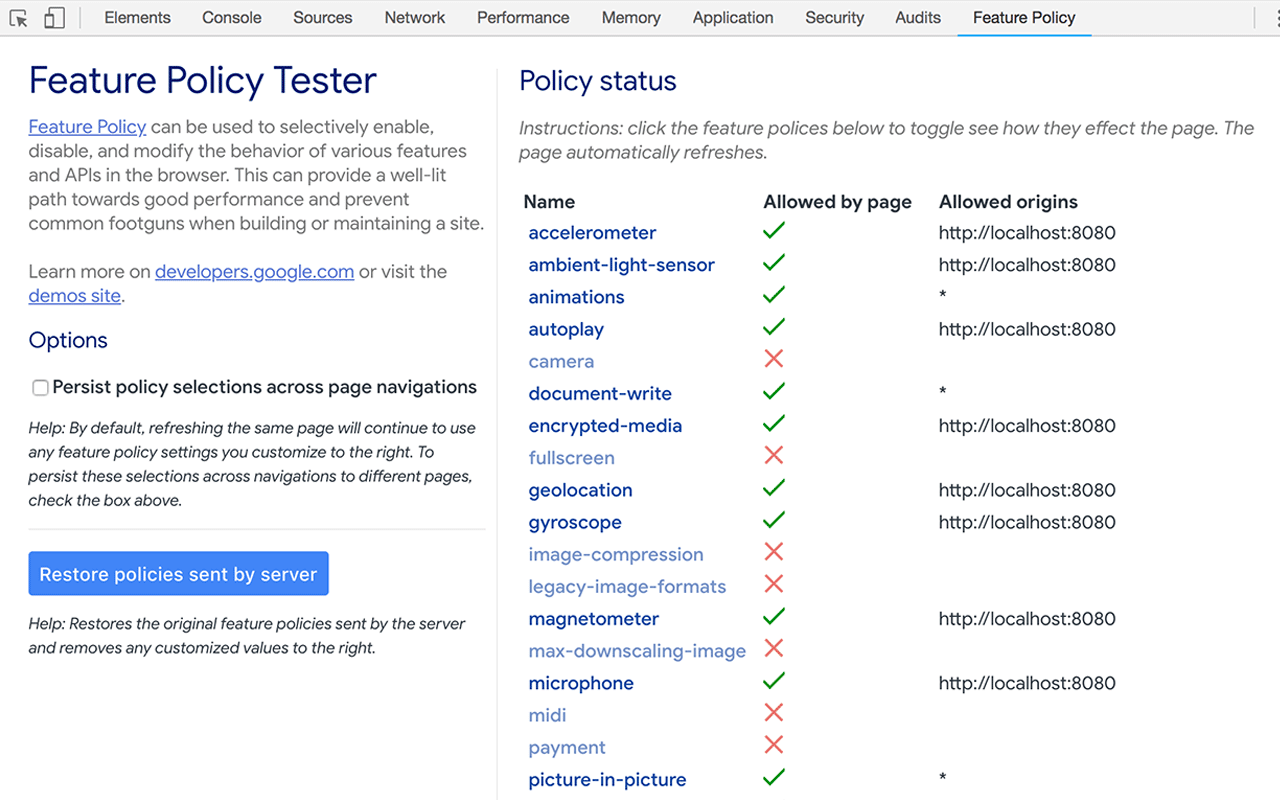 Elements Console Sources Network Performance Memory Application Security Audits Feature Policy
Feature Policy Tester
Feature Policy can be used to selectively enable,
disable, and modify the behavior of various features
and APIs in the browser. This can provide a well-lit
path towards good performance and prevent
common footguns when building or maintaining a site.
Learn more on developers.google.com or visit the
demos site.
Options
Persist policy selections across page navigations
Help: By default, refreshing the same page will continue to use
any feature policy settings you customize to the right. To
persist these selections across navigations to different pages,
check the box above.
Restore policies sent by server
Help: Restores the original feature policies sent by the server
and removes any customized values to the right.
Policy status
Instructions: click the feature polices below to toggle see how they effect the page. The
page automatically refreshes.
Name Allowed by page Allowed origins
accelerometer http://localhost:8080
ambient-light-sensor http://localhost:8080
animations *
autoplay http://localhost:8080
camera
document-write *
encrypted-media http://localhost:8080
fullscreen
geolocation http://localhost:8080
gyroscope http://localhost:8080
image-compression
legacy-image-formats
magnetometer http://localhost:8080
max-downscaling-image
microphone http://localhost:8080
midi
payment
picture-in-picture *